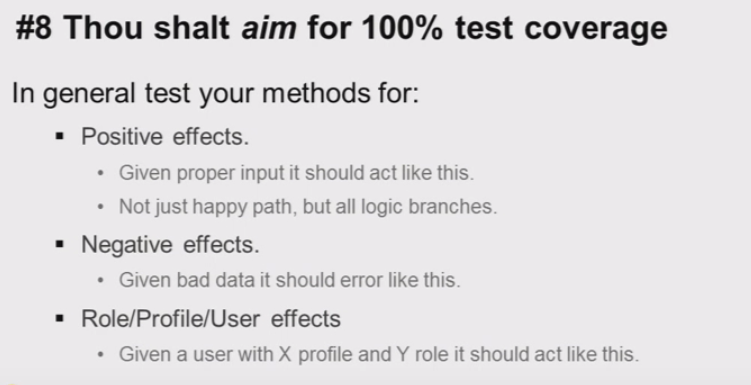 #8 Thou shalt aim for 100% test coverage
In general test your methods for:
▪ Positive effects.
• Given proper input it should act like this.
• Not just happy path, but all logic branches.
▪ Negative effects.
• Given bad data it should error like this.
▪ Role/Profile/User effects
• Given a user with X profile and Y role it should act like this.